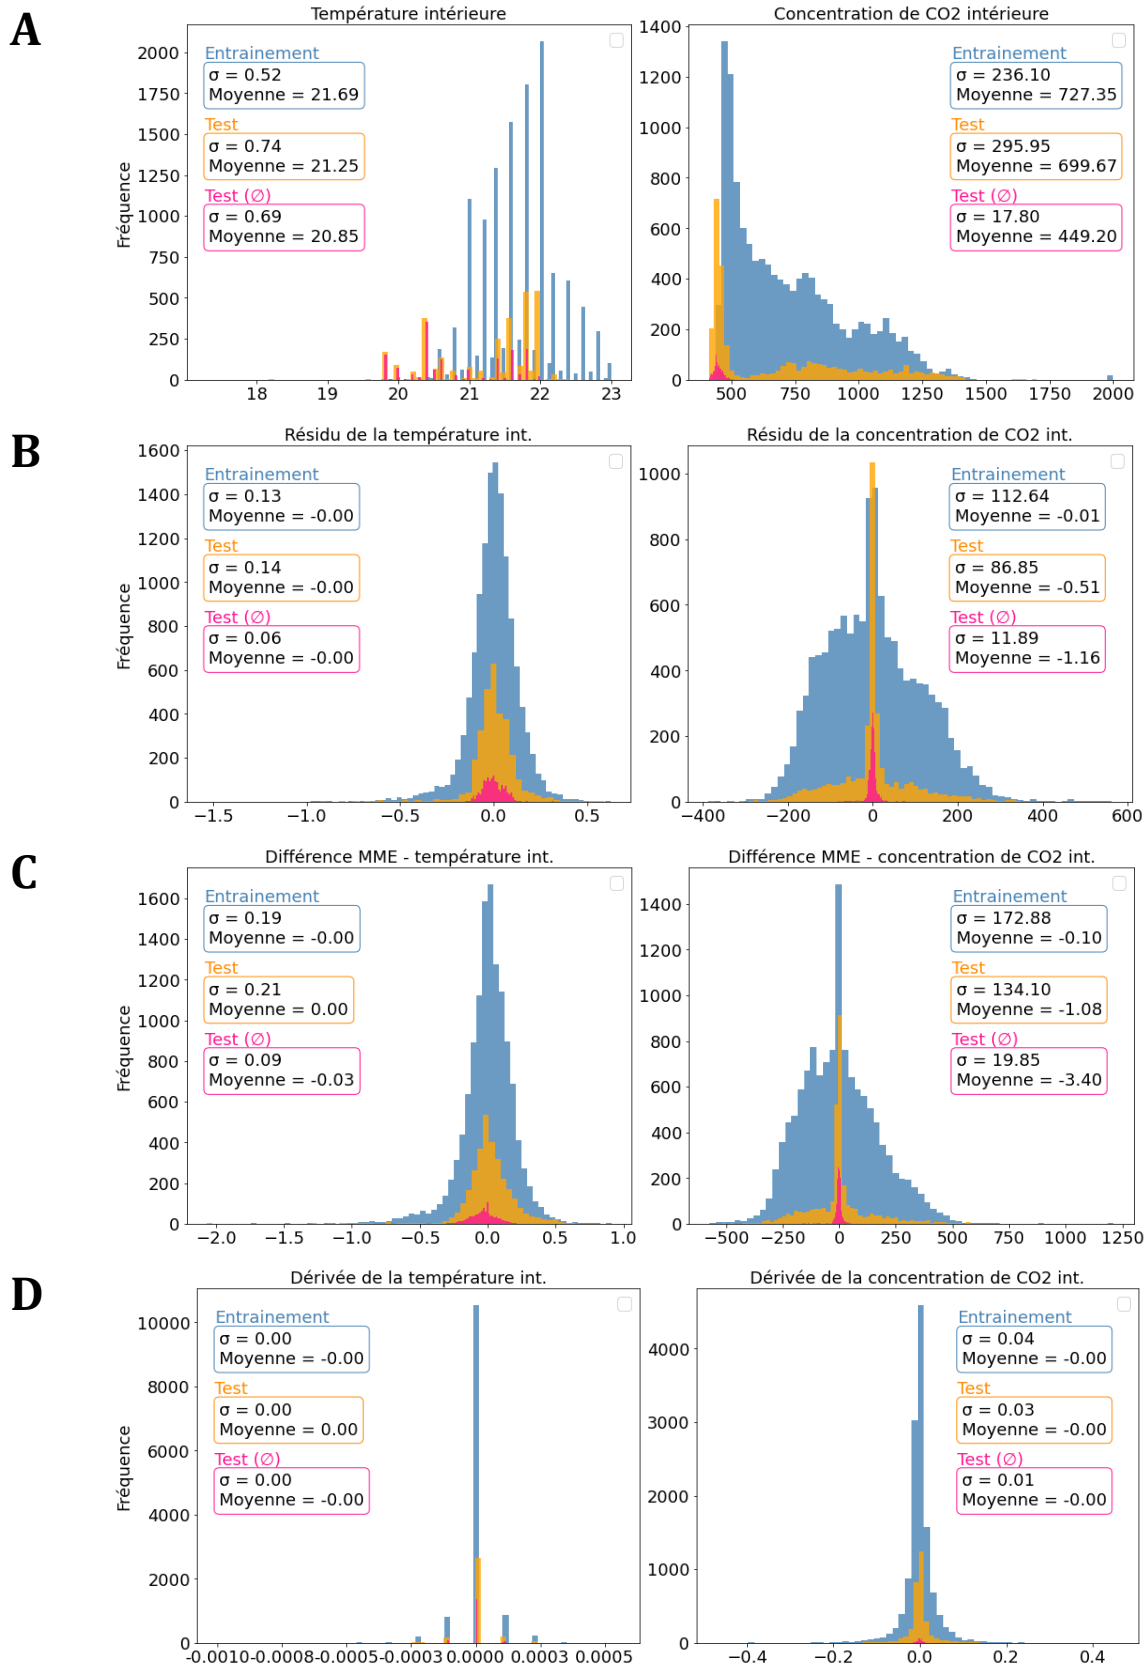 A
Température intérieure
Fréquence
2000
1750
1500
1250
1000
750
500
250
0
18 19 20 21 22 23
Entrainement
σ = 0.52
Moyenne = 21.69
Test
σ = 0.74
Moyenne = 21.25
Test (∅)
σ = 0.69
Moyenne = 20.85
Concentration de CO2 intérieure
1400
1200
1000
800
600
400
200
0
500 750 1000 1250 1500 1750 2000
Entrainement
σ = 236.10
Moyenne = 727.35
Test
σ = 295.95
Moyenne = 699.67
Test (∅)
σ = 17.80
Moyenne = 449.20
B
Résidu de la température int.
Fréquence
1600
1400
1200
1000
800
600
400
200
0
−1.5 −1.0 −0.5 0.0 0.5
Entrainement
σ = 0.13
Moyenne = -0.00
Test
σ = 0.14
Moyenne = -0.00
Test (∅)
σ = 0.06
Moyenne = -0.00
Résidu de la concentration de CO2 int.
1000
800
600
400
200
0
−400 −200 0 200 400 600
Entrainement
σ = 112.64
Moyenne = -0.01
Test
σ = 86.85
Moyenne = -0.51
Test (∅)
σ = 11.89
Moyenne = -1.16
C
Différence MME - température int.
Fréquence
1600
1400
1200
1000
800
600
400
200
0
−2.0 −1.5 −1.0 −0.5 0.0 0.5 1.0
Entrainement
σ = 0.19
Moyenne = -0.00
Test
σ = 0.21
Moyenne = 0.00
Test (∅)
σ = 0.09
Moyenne = -0.03
Différence MME - concentration de CO2 int.
1400
1200
1000
800
600
400
200
0
−500 −250 0 250 500 750 1000 1250
Entrainement
σ = 172.88
Moyenne = -0.10
Test
σ = 134.10
Moyenne = -1.08
Test (∅)
σ = 19.85
Moyenne = -3.40
D
Dérivée de la température int.
Fréquence
10000
8000
6000
4000
2000
0
-0.0010 -0.0008 -0.0005 -0.0003 0.0000 0.0003 0.0005
Entrainement
σ = 0.00
Moyenne = -0.00
Test
σ = 0.00
Moyenne = 0.00
Test (∅)
σ = 0.00
Moyenne = -0.00
Dérivée de la concentration de CO2 int.
4000
3000
2000
1000
0
−0.4 −0.2 0.0 0.2 0.4
Entrainement
σ = 0.04
Moyenne = -0.00
Test
σ = 0.03
Moyenne = -0.00
Test (∅)
σ = 0.01
Moyenne = -0.00